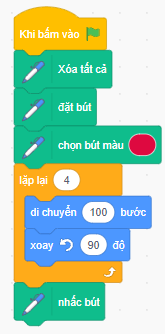 Khi bấm vào
Xóa tất cả
đặt bút
chọn bút màu
lặp lại 4
di chuyển 100 bước
xoay 90 độ
nhấc bút